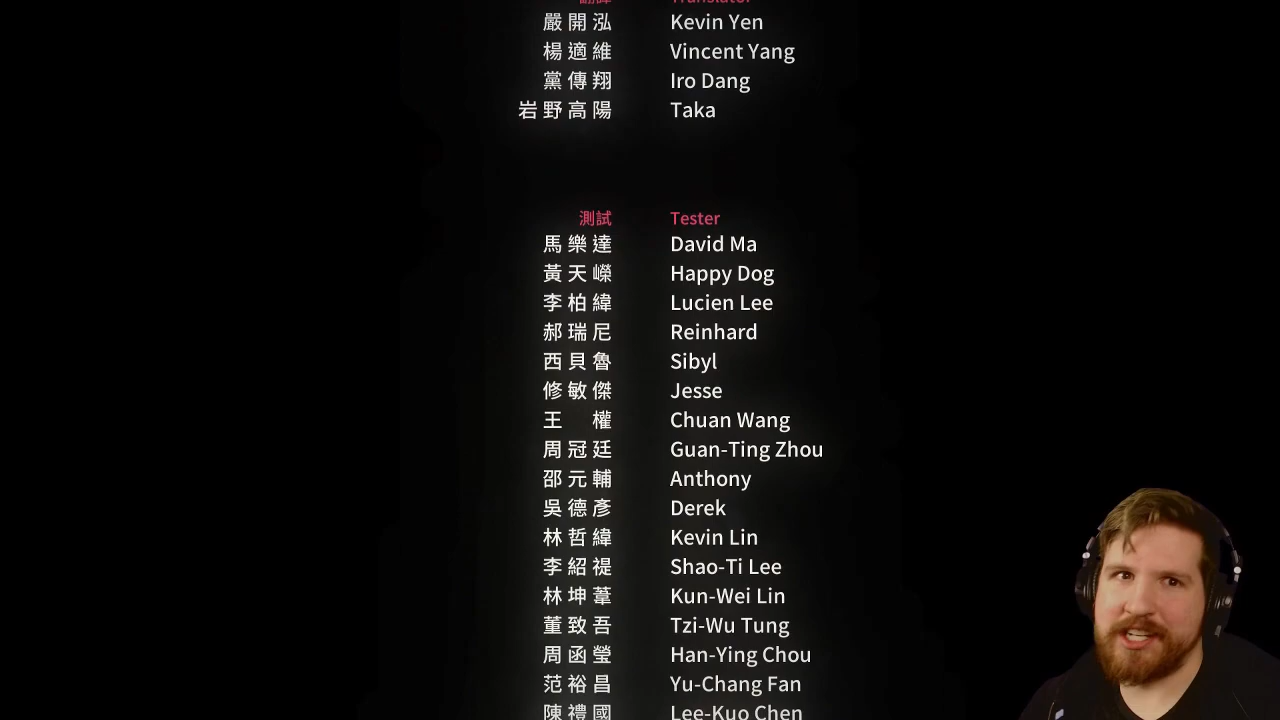 翻譯 Translator
嚴開泓 Kevin Yen
楊適維 Vincent Yang
黨傳翔 Iro Dang
岩野高陽 Taka
測試 Tester
馬樂達 David Ma
黃天嶸 Happy Dog
李柏緯 Lucien Lee
郝瑞尼 Reinhard
西貝魯 Sibyl
修敏傑 Jesse
王 權 Chuan Wang
周冠廷 Guan-Ting Zhou
邵元輔 Anthony
吳德彥 Derek
林哲緯 Kevin Lin
李紹禔 Shao-Ti Lee
林坤葦 Kun-Wei Lin
董致吾 Tzi-Wu Tung
周函瑩 Han-Ying Chou
范裕昌 Yu-Chang Fan
陳禮國 Lee-Kuo Chen